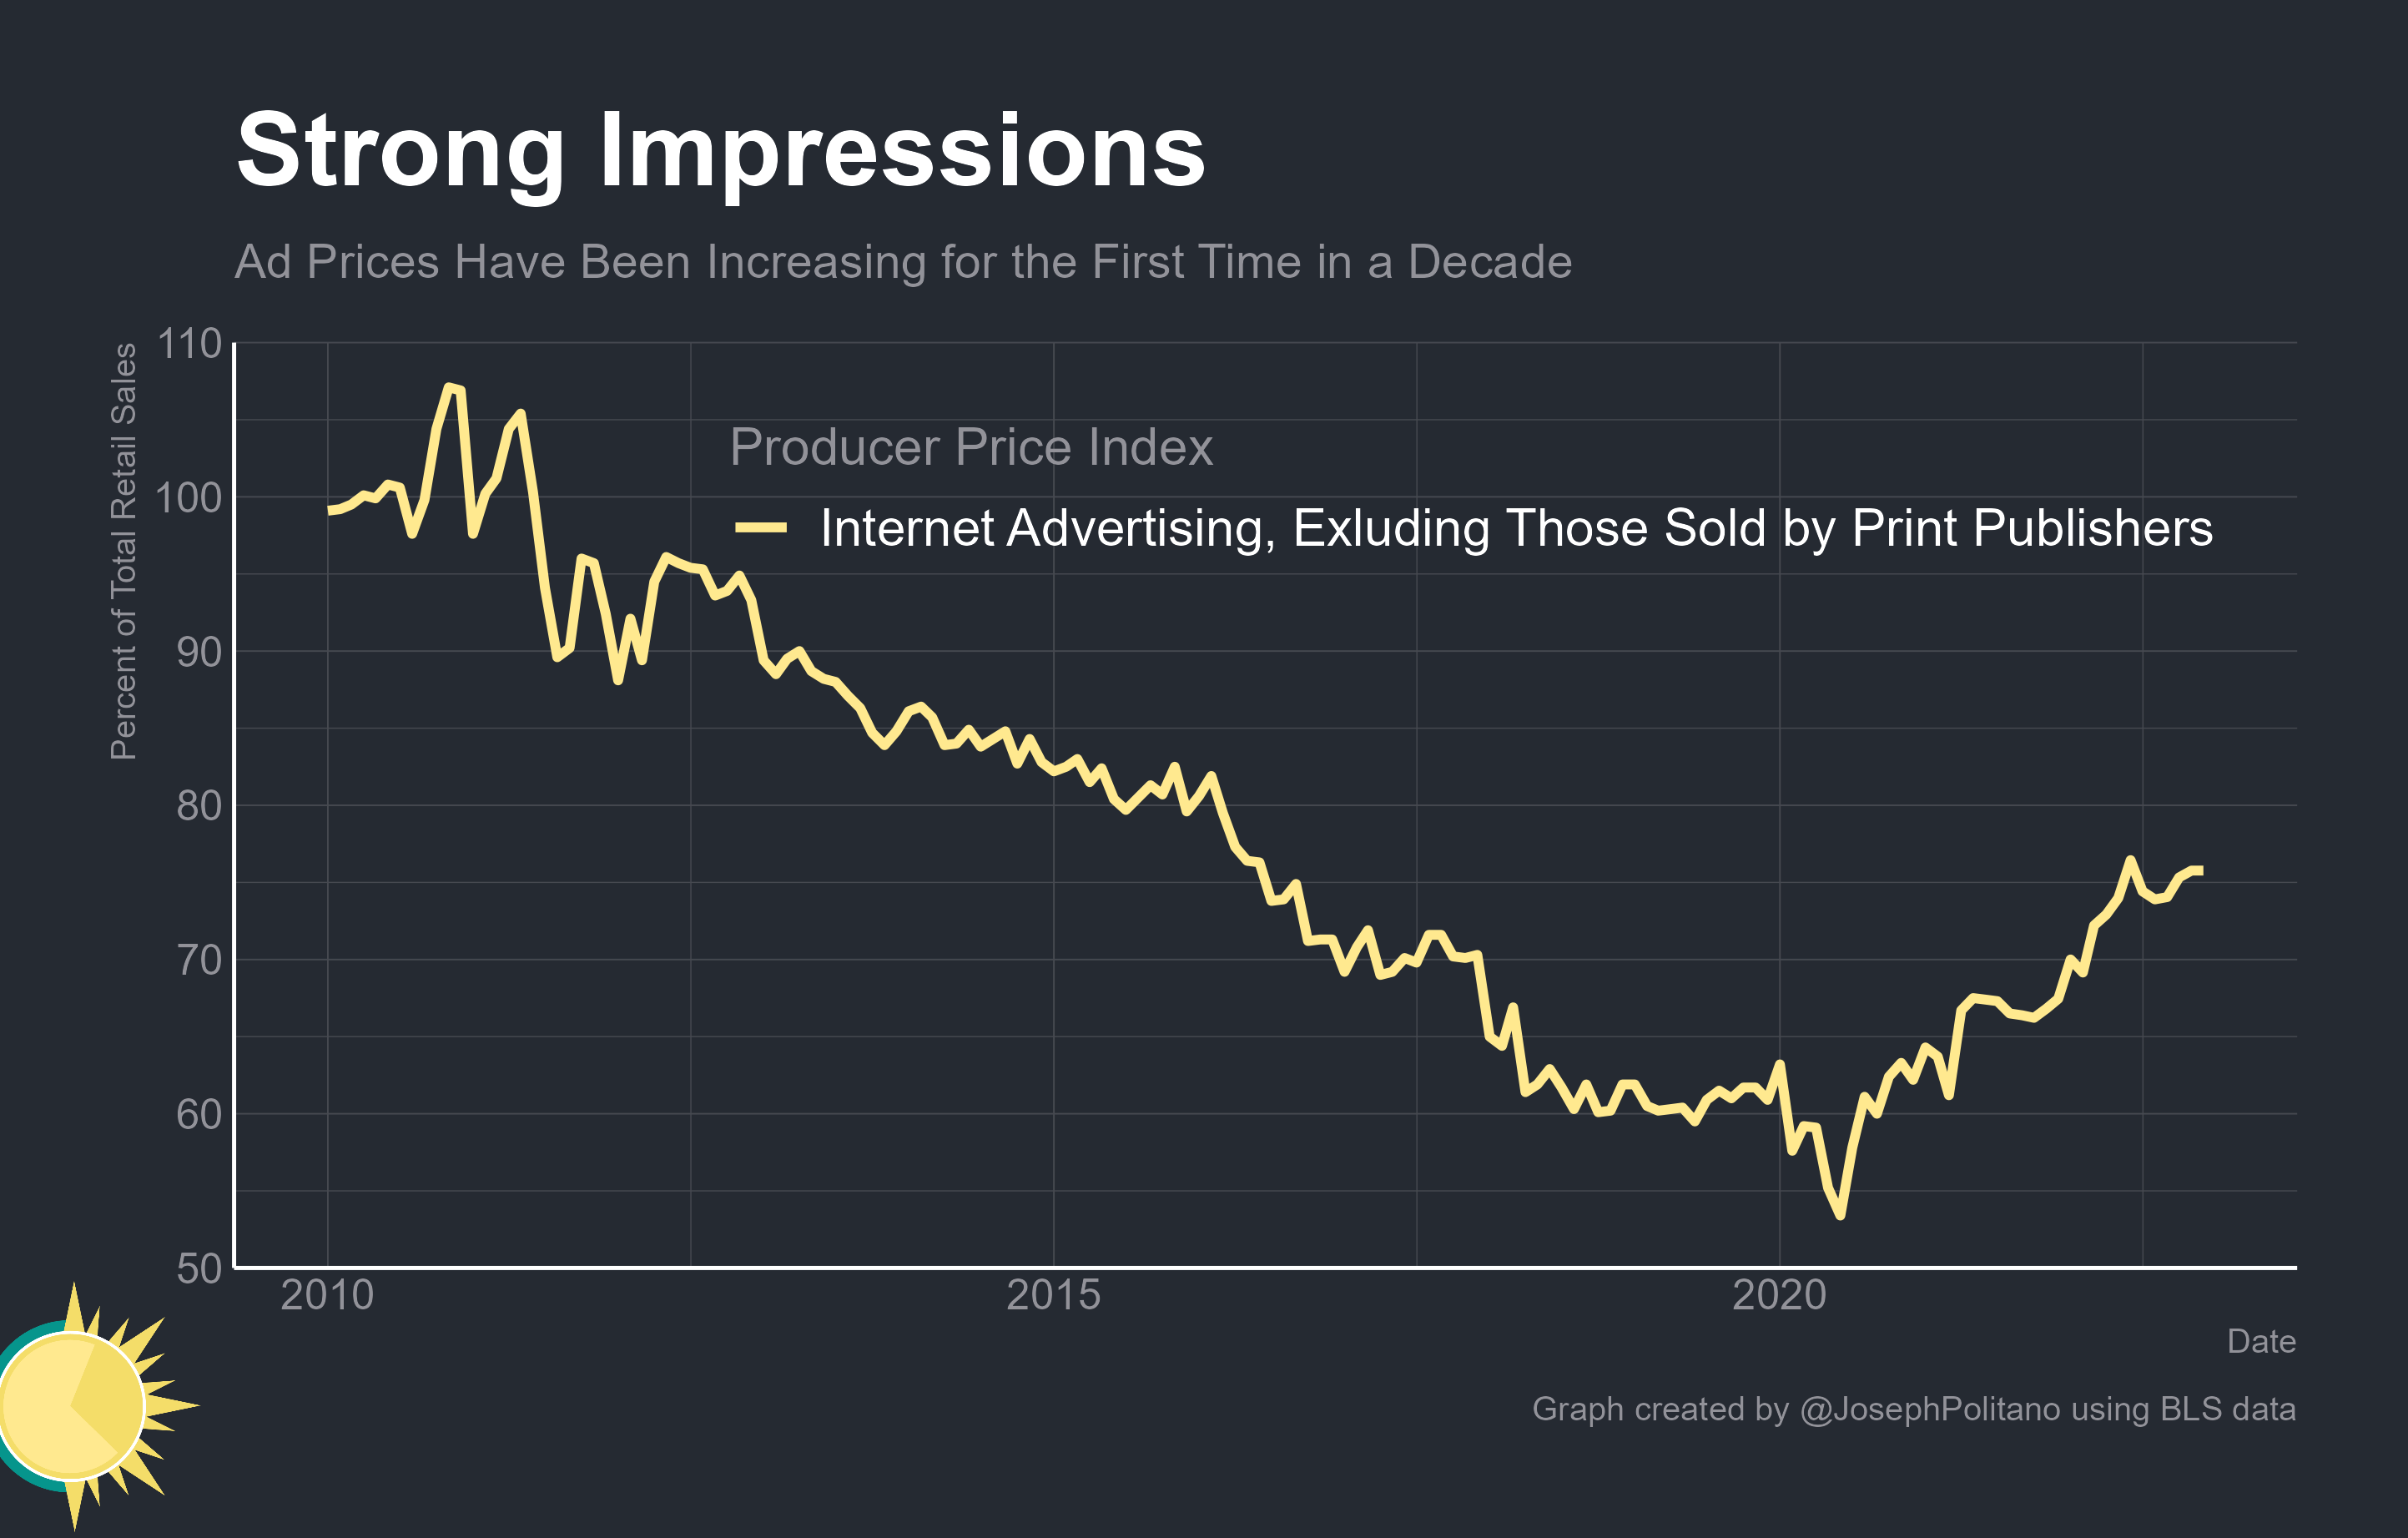 Strong Impressions
Ad Prices Have Been Increasing for the First Time in a Decade
Percent of Total Retail Sales
110
100
90
80
70
60
50
Producer Price Index
Internet Advertising, Exluding Those Sold by Print Publishers
2010
2015
2020
Date
Graph created by @JosephPolitano using BLS data